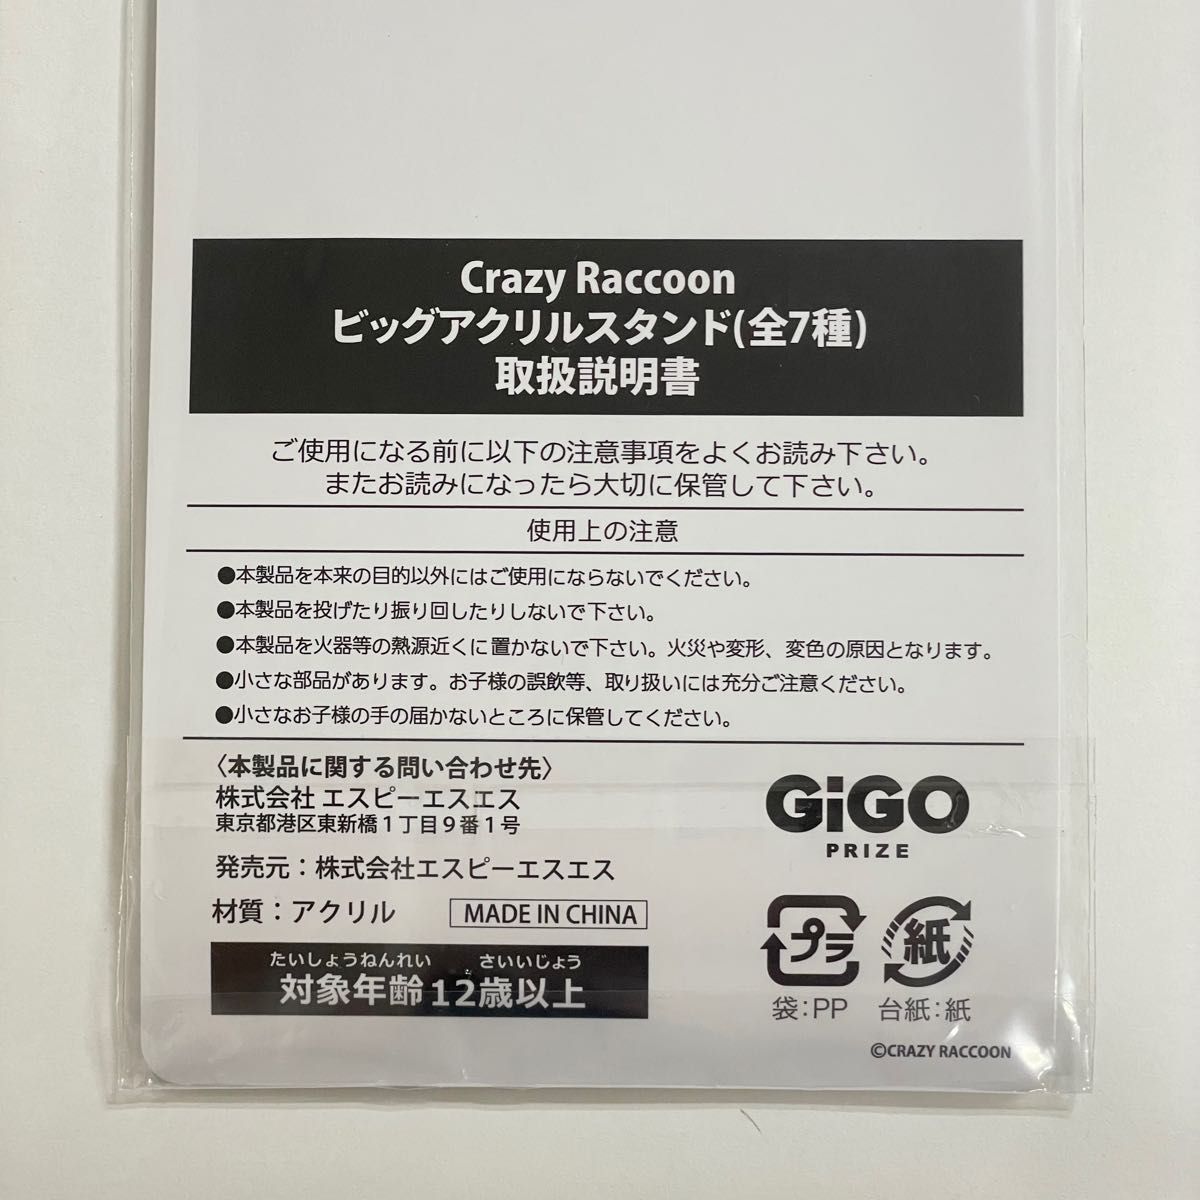 Crazy Raccoon
ビッグアクリルスタンド(全7種)
取扱説明書
ご使用になる前に以下の注意事項をよくお読み下さい。
またお読みになったら大切に保管して下さい。
使用上の注意
●本製品を本来の目的以外にはご使用にならないでください。
●本製品を投げたり振り回したりしないで下さい。
●本製品を火器等の熱源近くに置かないで下さい。火災や変形、変色の原因となります。
●小さな部品があります。お子様の誤飲等、取り扱いには充分ご注意ください。
●小さなお子様の手の届かないところに保管してください。
〈本製品に関する問い合わせ先〉
株式会社 エスピーエスエス
東京都港区東新橋１丁目９番１号
発売元：株式会社エスピーエスエス
材質：アクリル
MADE IN CHINA
たいしょうねんれい さいいじょう
対象年齢12歳以上
GiGO
PRIZE
プラ
紙
袋:PP
台紙:紙
©CRAZY RACCOON